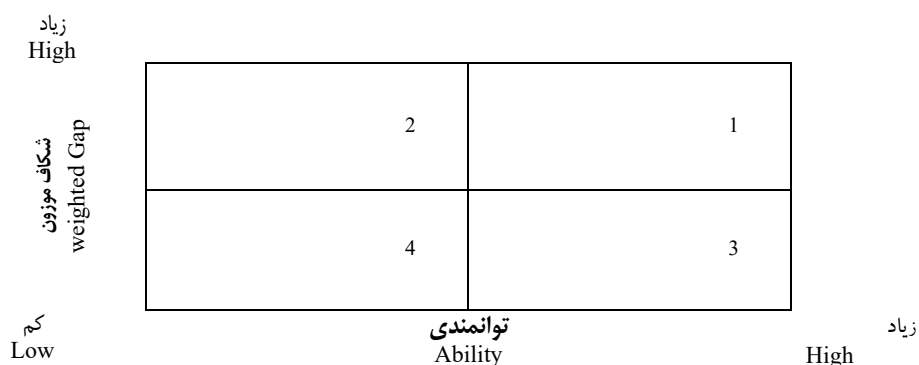 زیاد
High
2
1
شکاف موزون
weighted Gap
4
3
کم
Low
توانمندی
Ability
زیاد
High